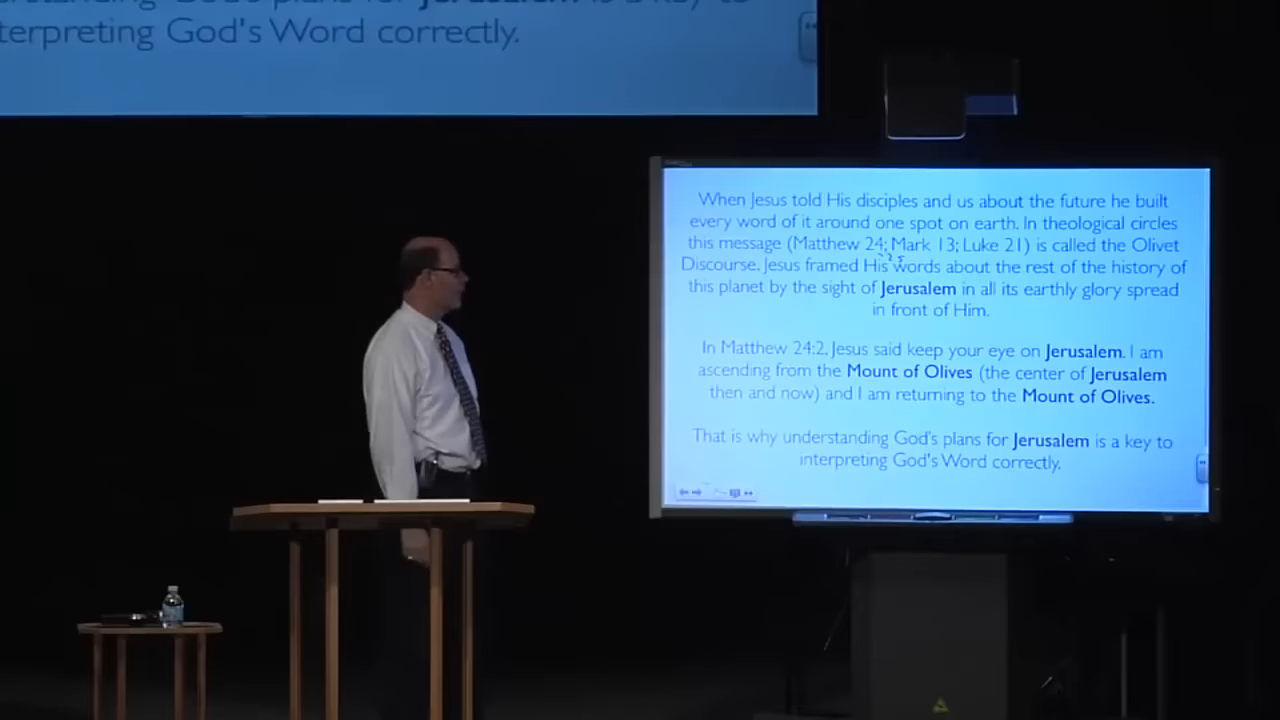 Jerusalem is a key to
terpreting God's Word correctly.
When Jesus told His disciples and us about the future he built
every word of it around one spot on earth. In theological circles
this message (Matthew 24; Mark 13; Luke 21) is called the Olivet
Discourse. Jesus framed His words about the rest of the history of
this planet by the sight of Jerusalem in all its earthly glory spread
in front of Him.
In Matthew 24:2, Jesus said keep your eye on Jerusalem. I am
ascending from the Mount of Olives (the center of Jerusalem
then and now) and I am returning to the Mount of Olives.
That is why understanding God's plans for Jerusalem is a key to
interpreting God's Word correctly.